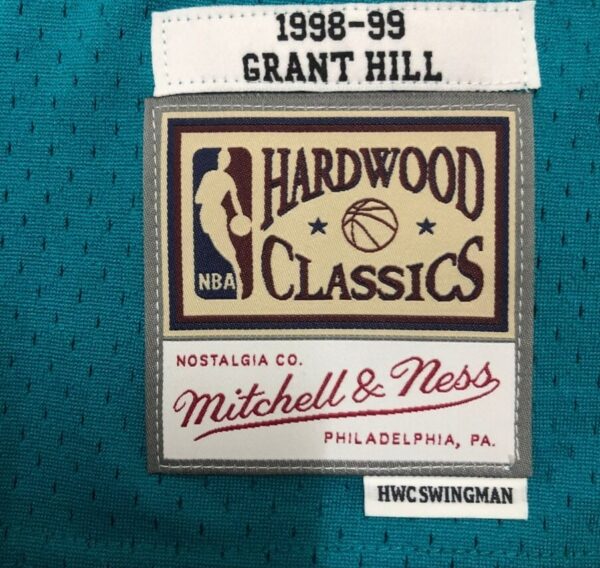 1998-99
GRANT HILL
HARDWOOD
CLASSICS
NBA
NOSTALGIA CO.
Mitchell & Ness
PHILADELPHIA, PA.
HWC SWINGMAN